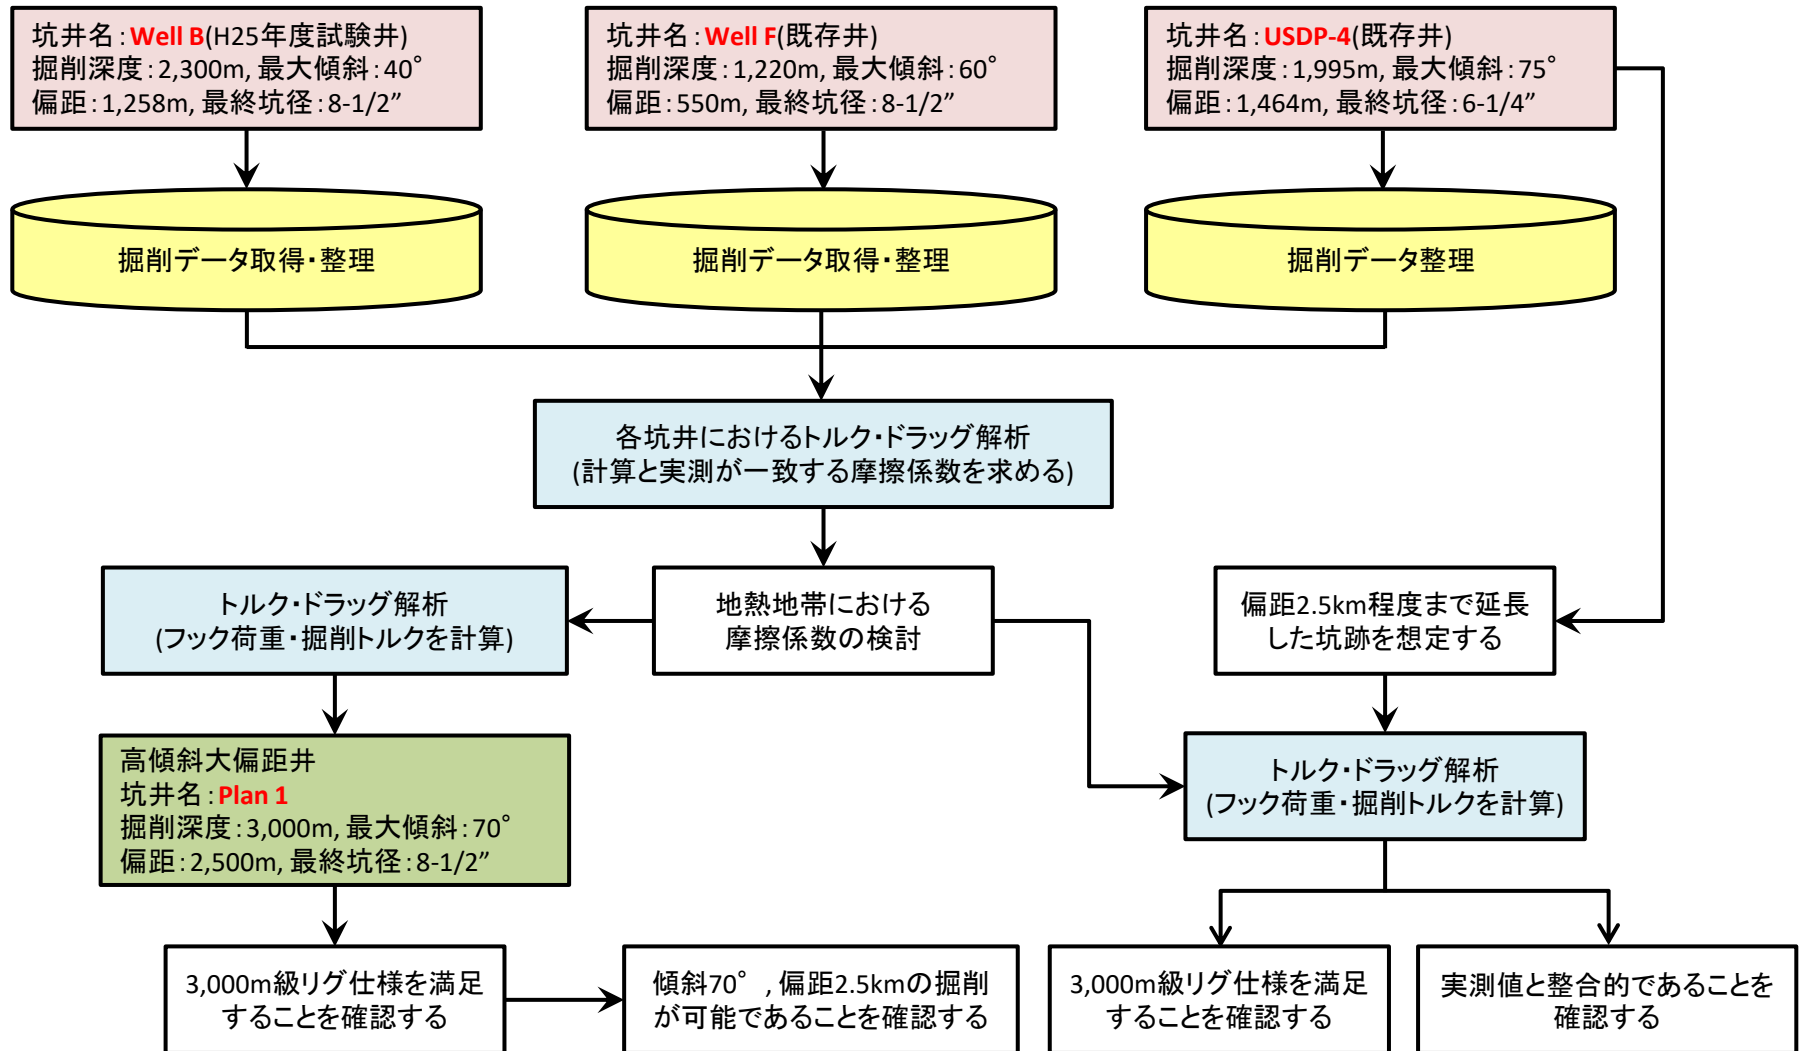 坑井名：Well B(H25年度試験井)
掘削深度：2,300m, 最大傾斜：40°
偏距：1,258m, 最終坑径：8-1/2”
坑井名：Well F(既存井)
掘削深度：1,220m, 最大傾斜：60°
偏距：550m, 最終坑径：8-1/2”
坑井名：USDP-4(既存井)
掘削深度：1,995m, 最大傾斜：75°
偏距：1,464m, 最終坑径：6-1/4”
掘削データ取得・整理
掘削データ取得・整理
掘削データ整理
各坑井におけるトルク・ドラッグ解析
(計算と実測が一致する摩擦係数を求める)
トルク・ドラッグ解析
(フック荷重・掘削トルクを計算)
地熱地帯における
摩擦係数の検討
偏距2.5km程度まで延長
した坑跡を想定する
高傾斜大偏距井
坑井名：Plan 1
掘削深度：3,000m, 最大傾斜：70°
偏距：2,500m, 最終坑径：8-1/2”
トルク・ドラッグ解析
(フック荷重・掘削トルクを計算)
3,000m級リグ仕様を満足
することを確認する
傾斜70°, 偏距2.5kmの掘削
が可能であることを確認する
3,000m級リグ仕様を満足
することを確認する
実測値と整合的であることを
確認する